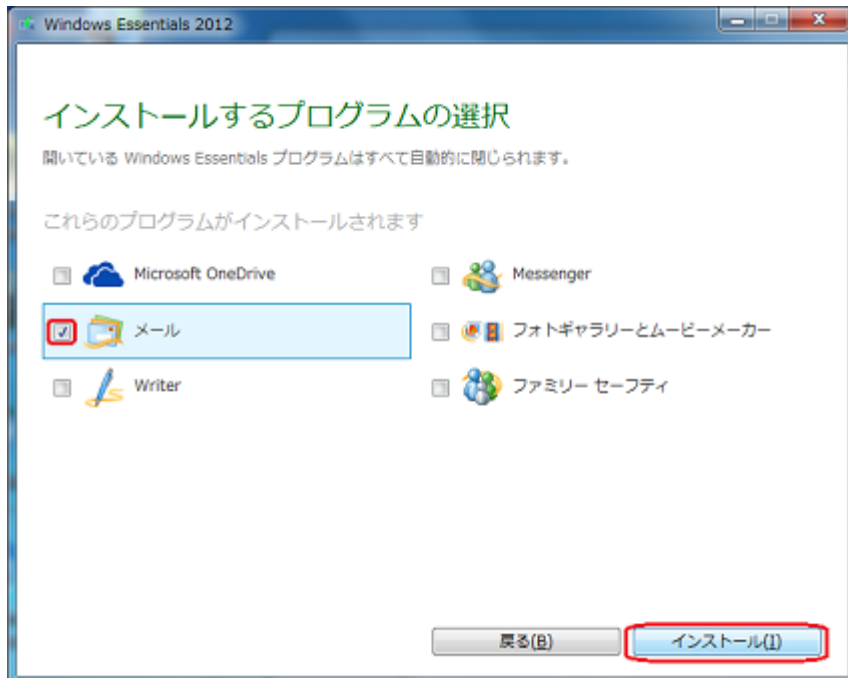 Windows Essentials 2012
インストールするプログラムの選択
開いている Windows Essentials プログラムはすべて自動的に閉じられます。
これらのプログラムがインストールされます
Microsoft OneDrive
Messenger
メール
フォトギャラリーとムービーメーカー
Writer
ファミリー セーフティ
戻る(B)
インストール(I)